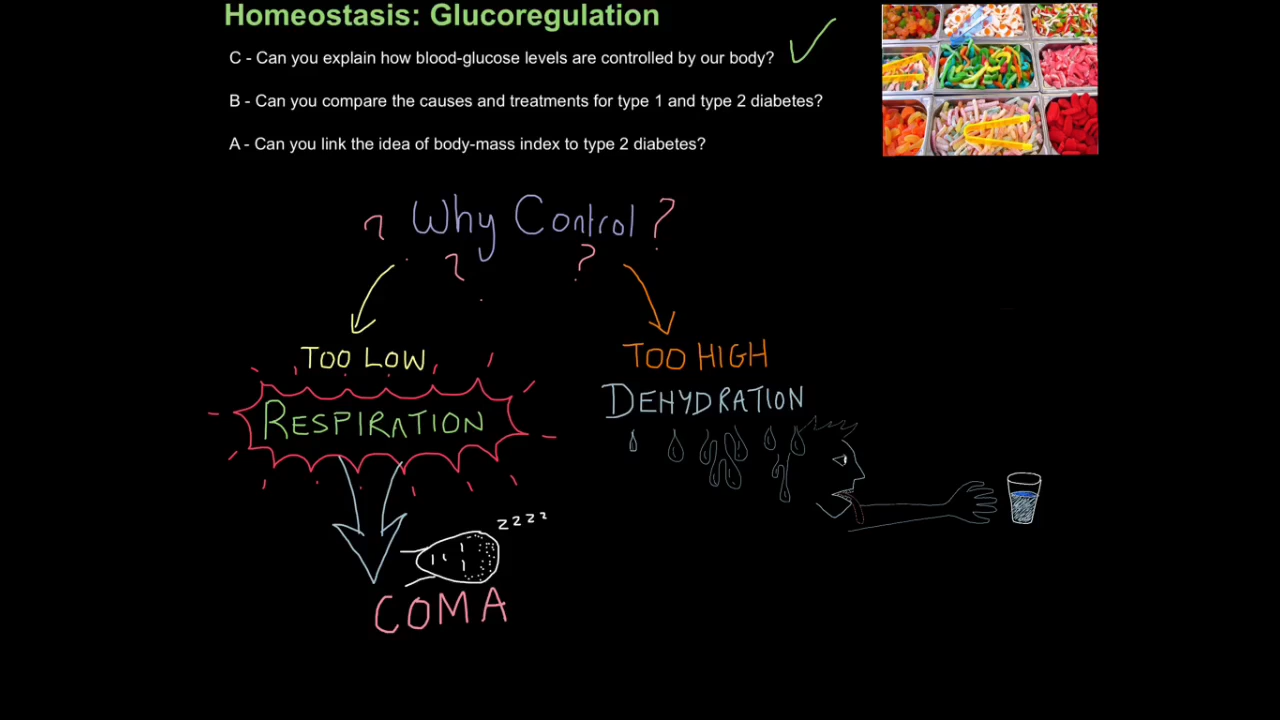 Homeostasis: Glucoregulation
C - Can you explain how blood-glucose levels are controlled by our body?
B - Can you compare the causes and treatments for type 1 and type 2 diabetes?
A - Can you link the idea of body-mass index to type 2 diabetes?
? Why Control ?
? ?
TOO LOW
TOO HIGH
RESPIRATION
DEHYDRATION
zzzz
COMA